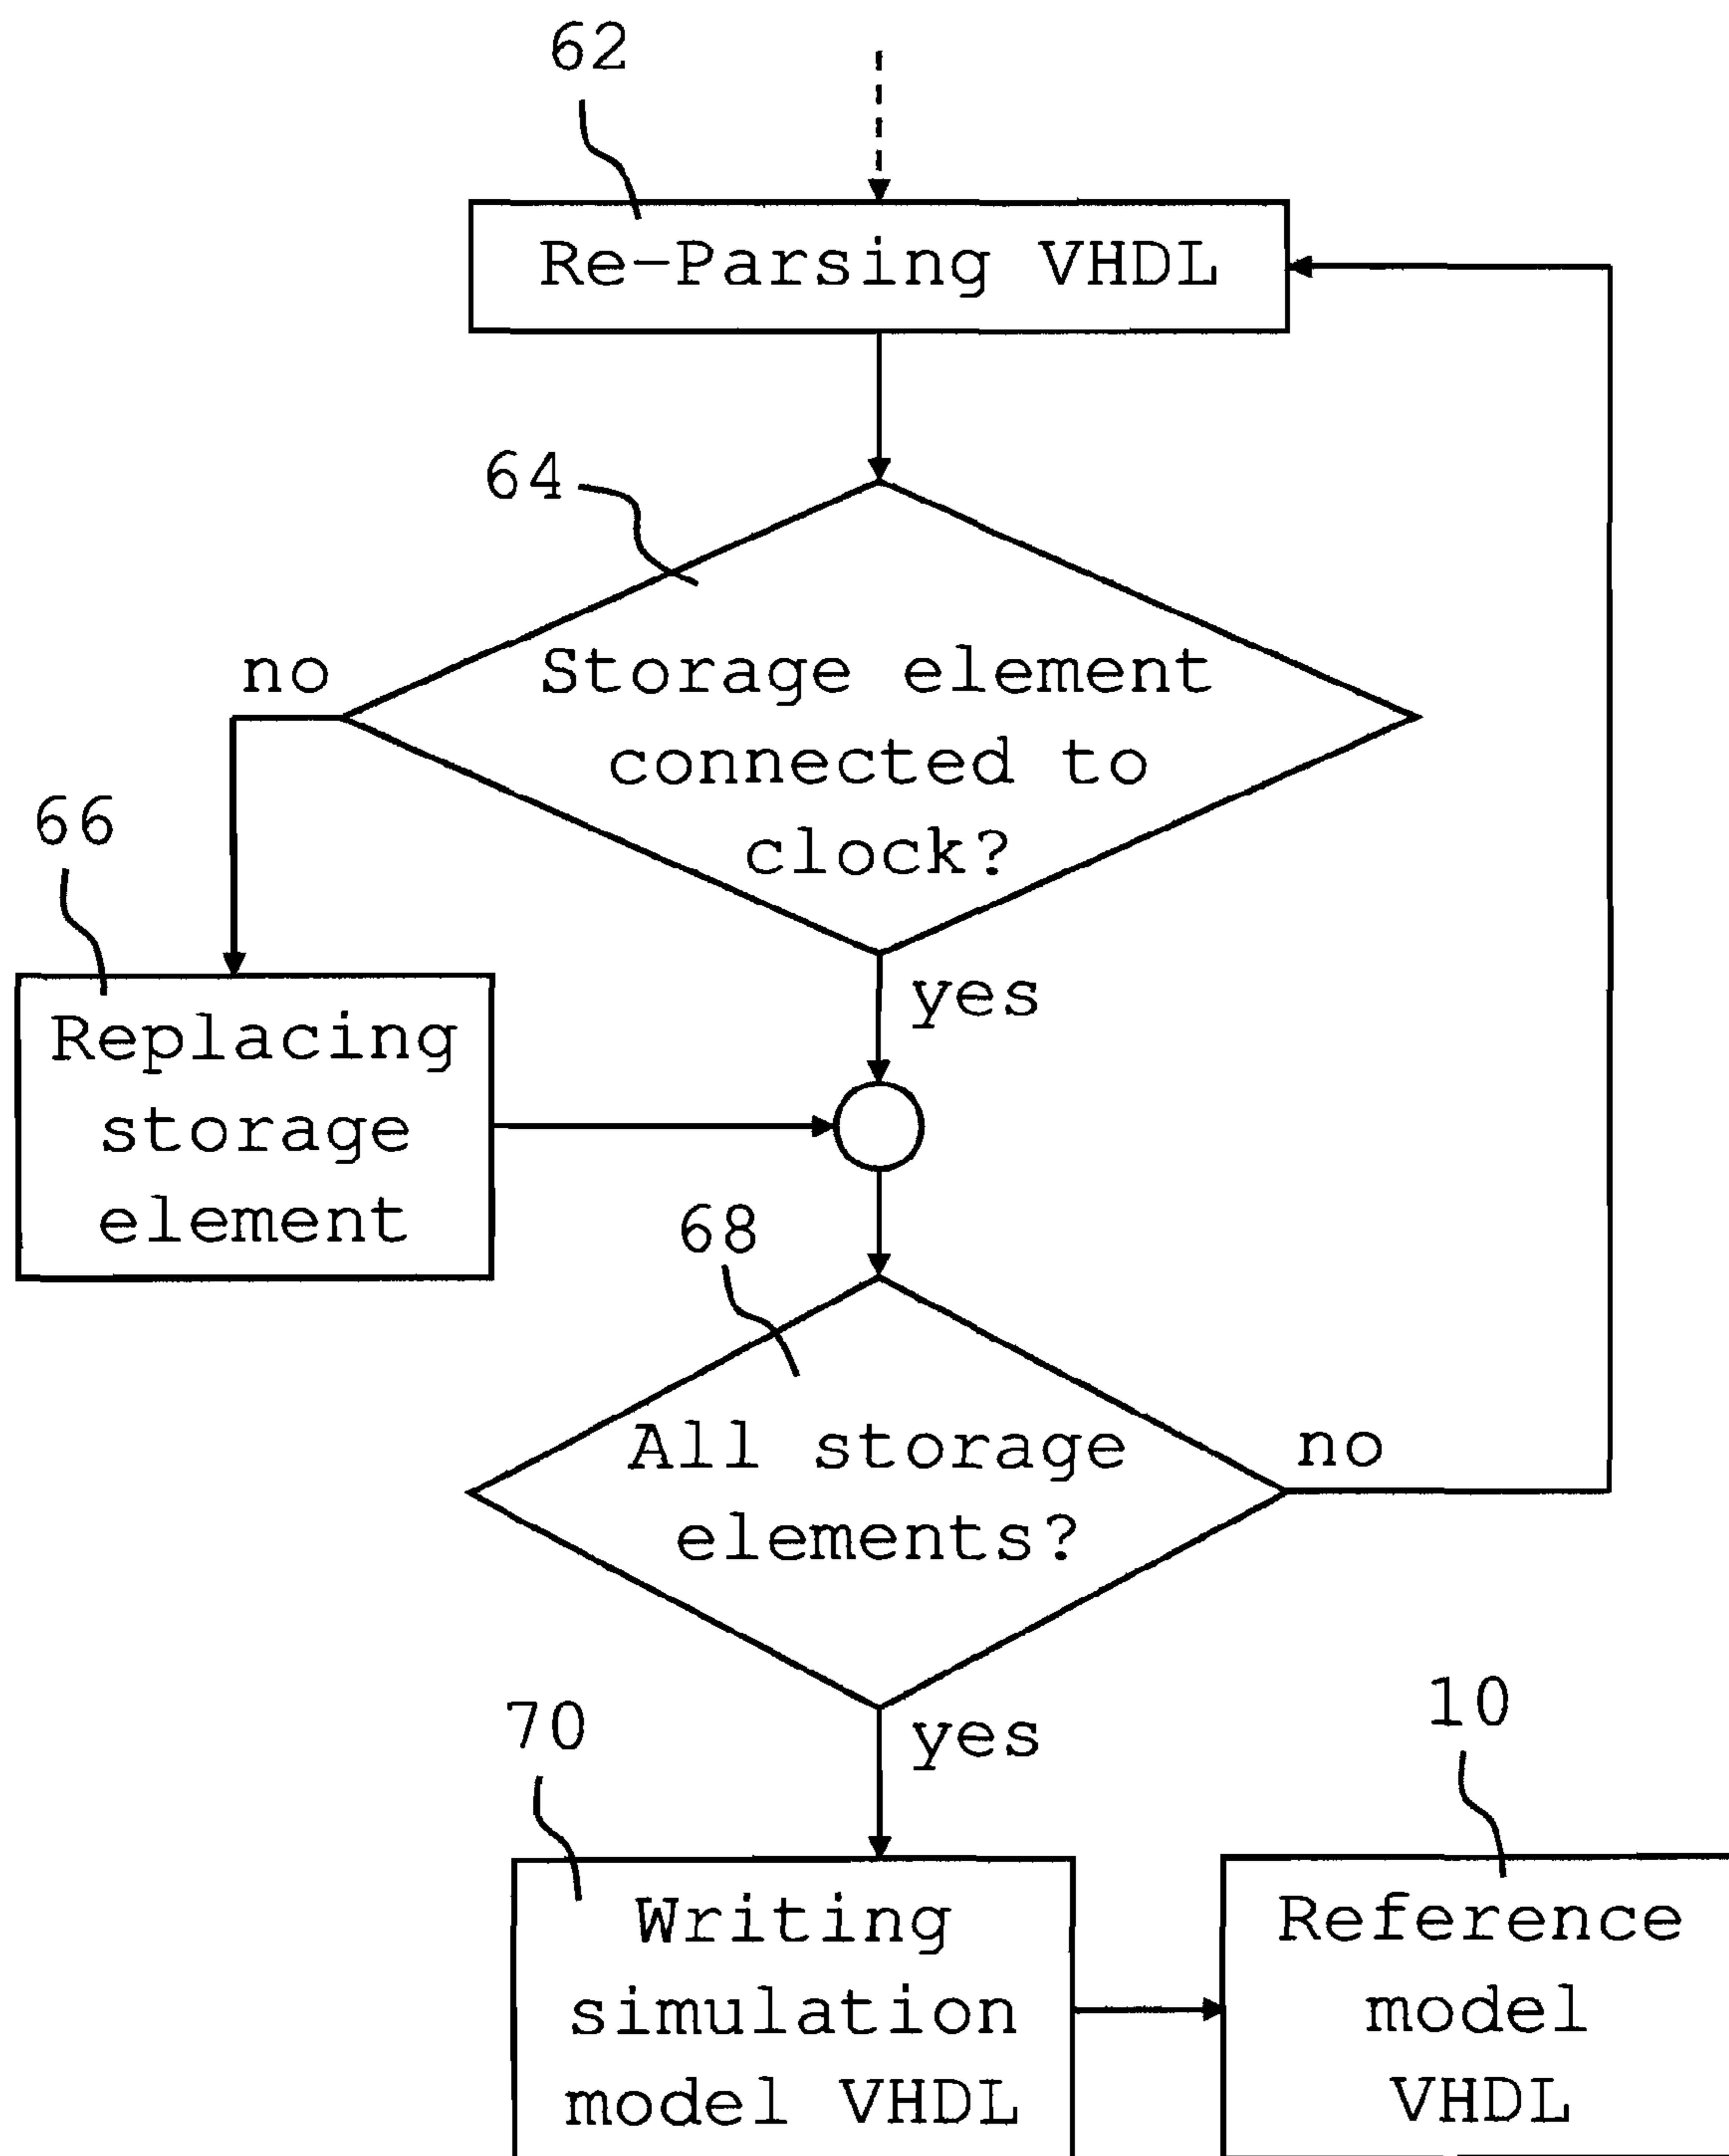 62
Re-Parsing VHDL
64
no
Storage element
connected to
clock?
66
yes
Replacing
storage
element
68
All storage
elements?
no
70
yes
10
Writing
simulation
model VHDL
Reference
model
VHDL